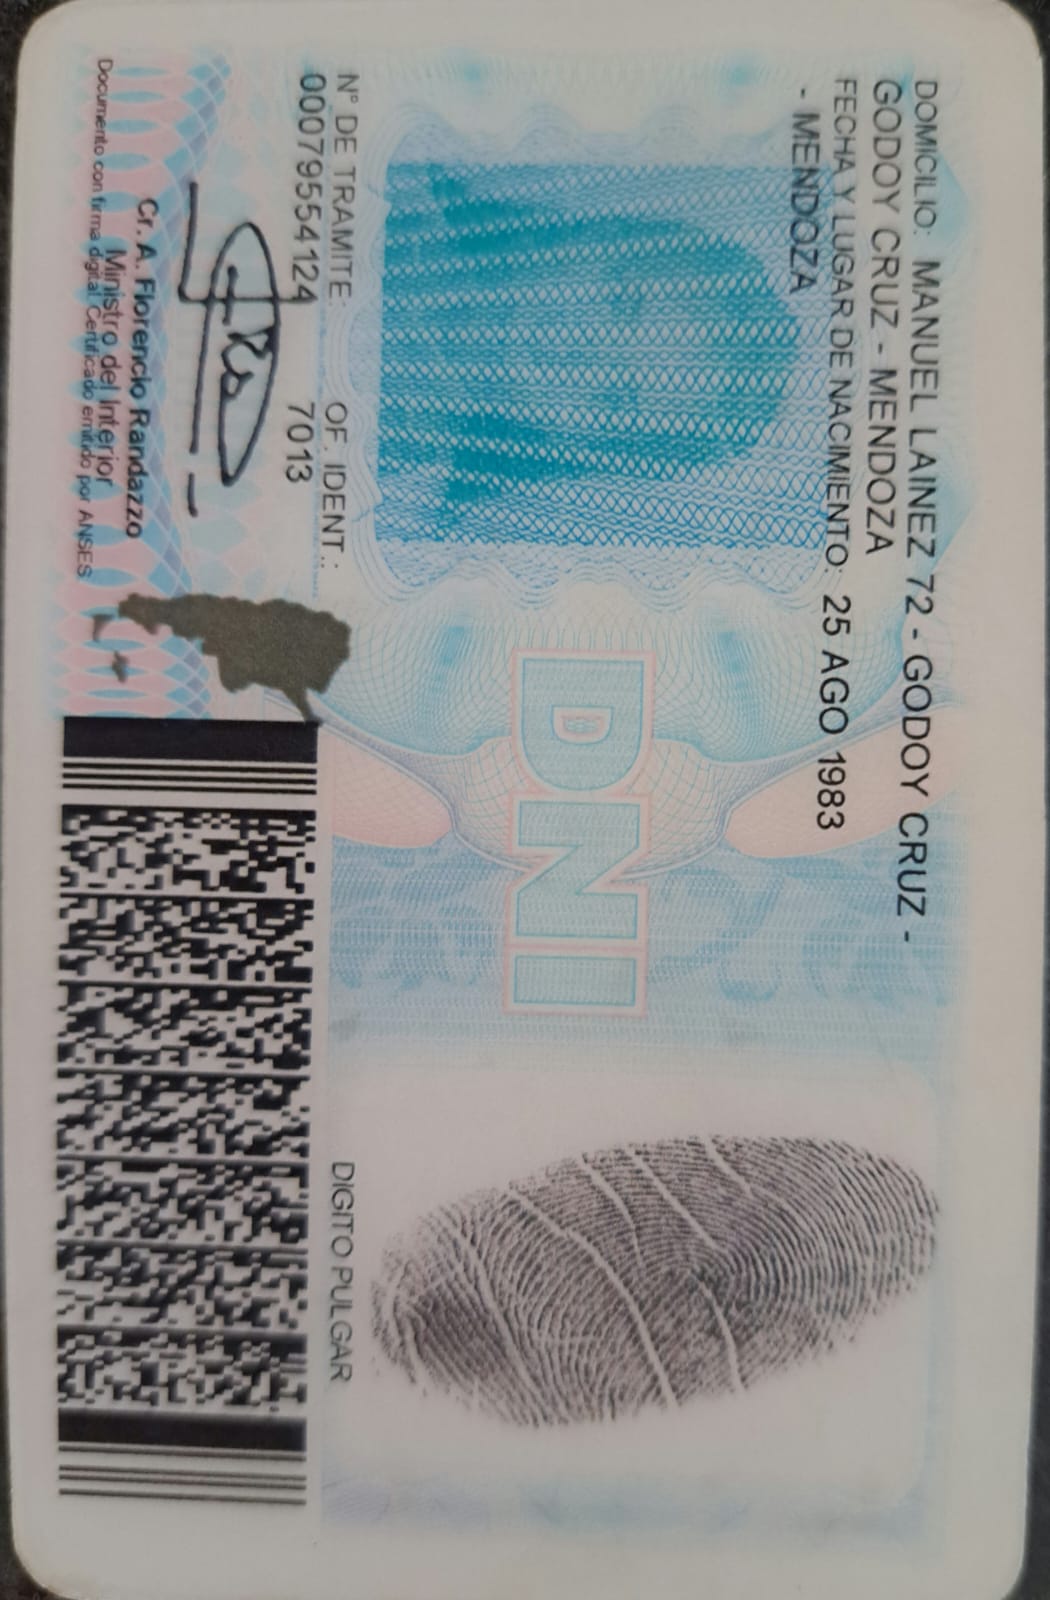 DOMICILIO: MANUEL LAINEZ 72 - GODOY CRUZ -
GODOY CRUZ - MENDOZA
FECHA Y LUGAR DE NACIMIENTO: 25 AGO 1983
- MENDOZA
DNI
Nº DE TRAMITE: OF. IDENT.:
00079554124 7013
Cr. A. Florencio Randazzo
Ministro del Interior
Documento con firma digital Certificado emitido por ANSES
DIGITO PULGAR